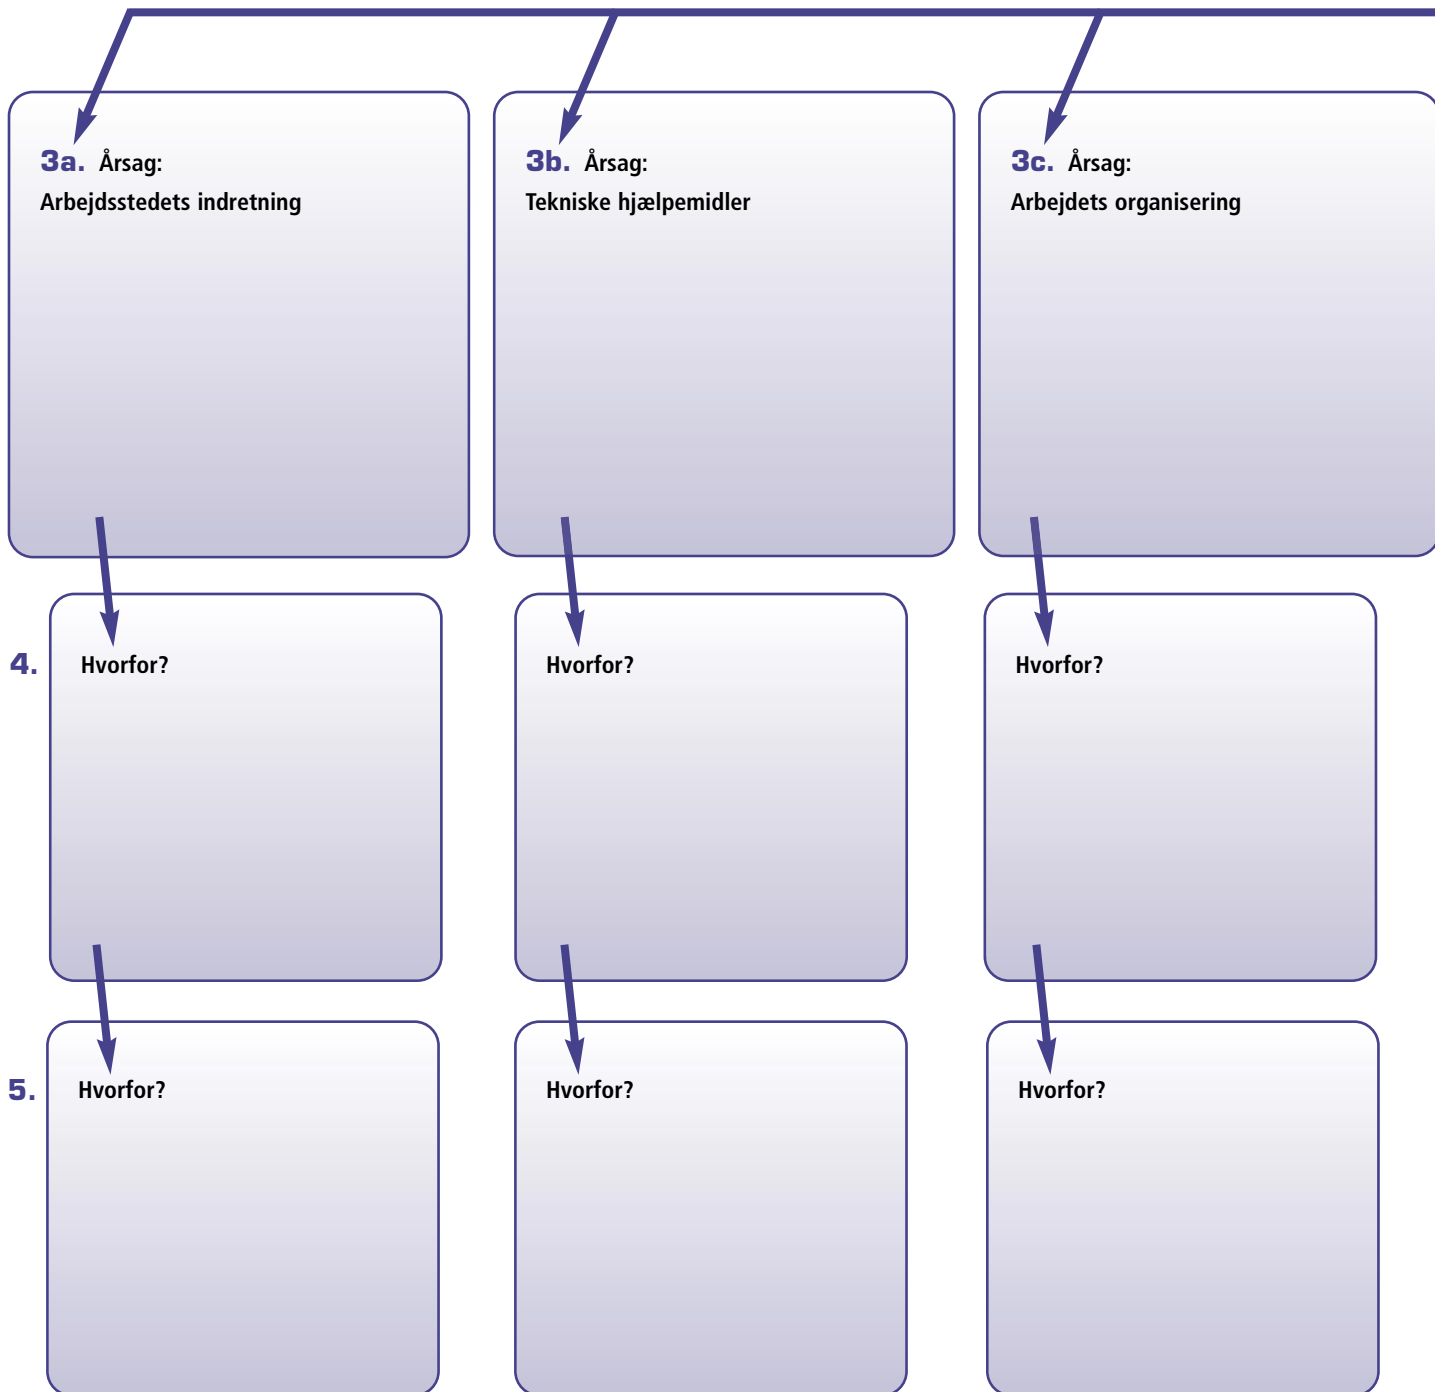 3a. Årsag:
Arbejdsstedets indretning
3b. Årsag:
Tekniske hjælpemidler
3c. Årsag:
Arbejdets organisering
4.
Hvorfor?
Hvorfor?
Hvorfor?
5.
Hvorfor?
Hvorfor?
Hvorfor?